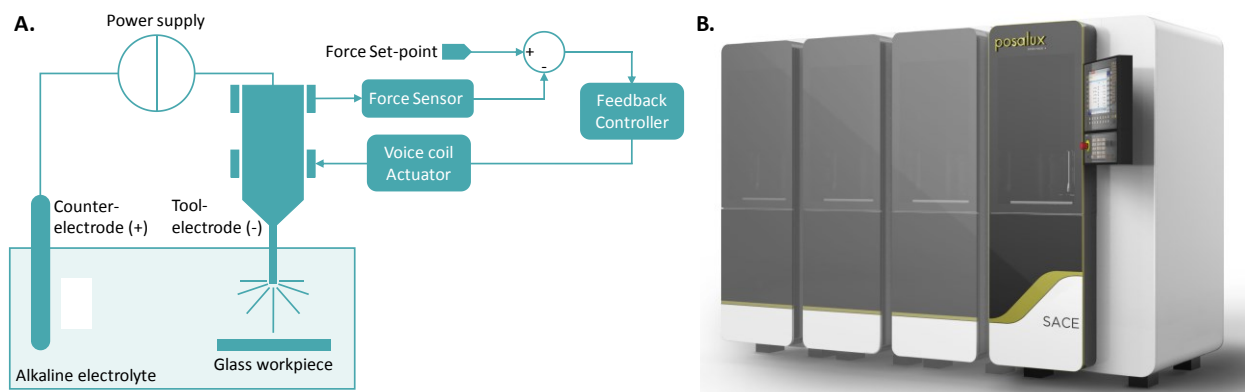 A.
Power supply
Force Set-point
+
-
Force Sensor
Feedback
Controller
Voice coil
Actuator
Counter-
electrode (+)
Tool-
electrode (-)
Glass workpiece
Alkaline electrolyte
B.
posalux
SACE